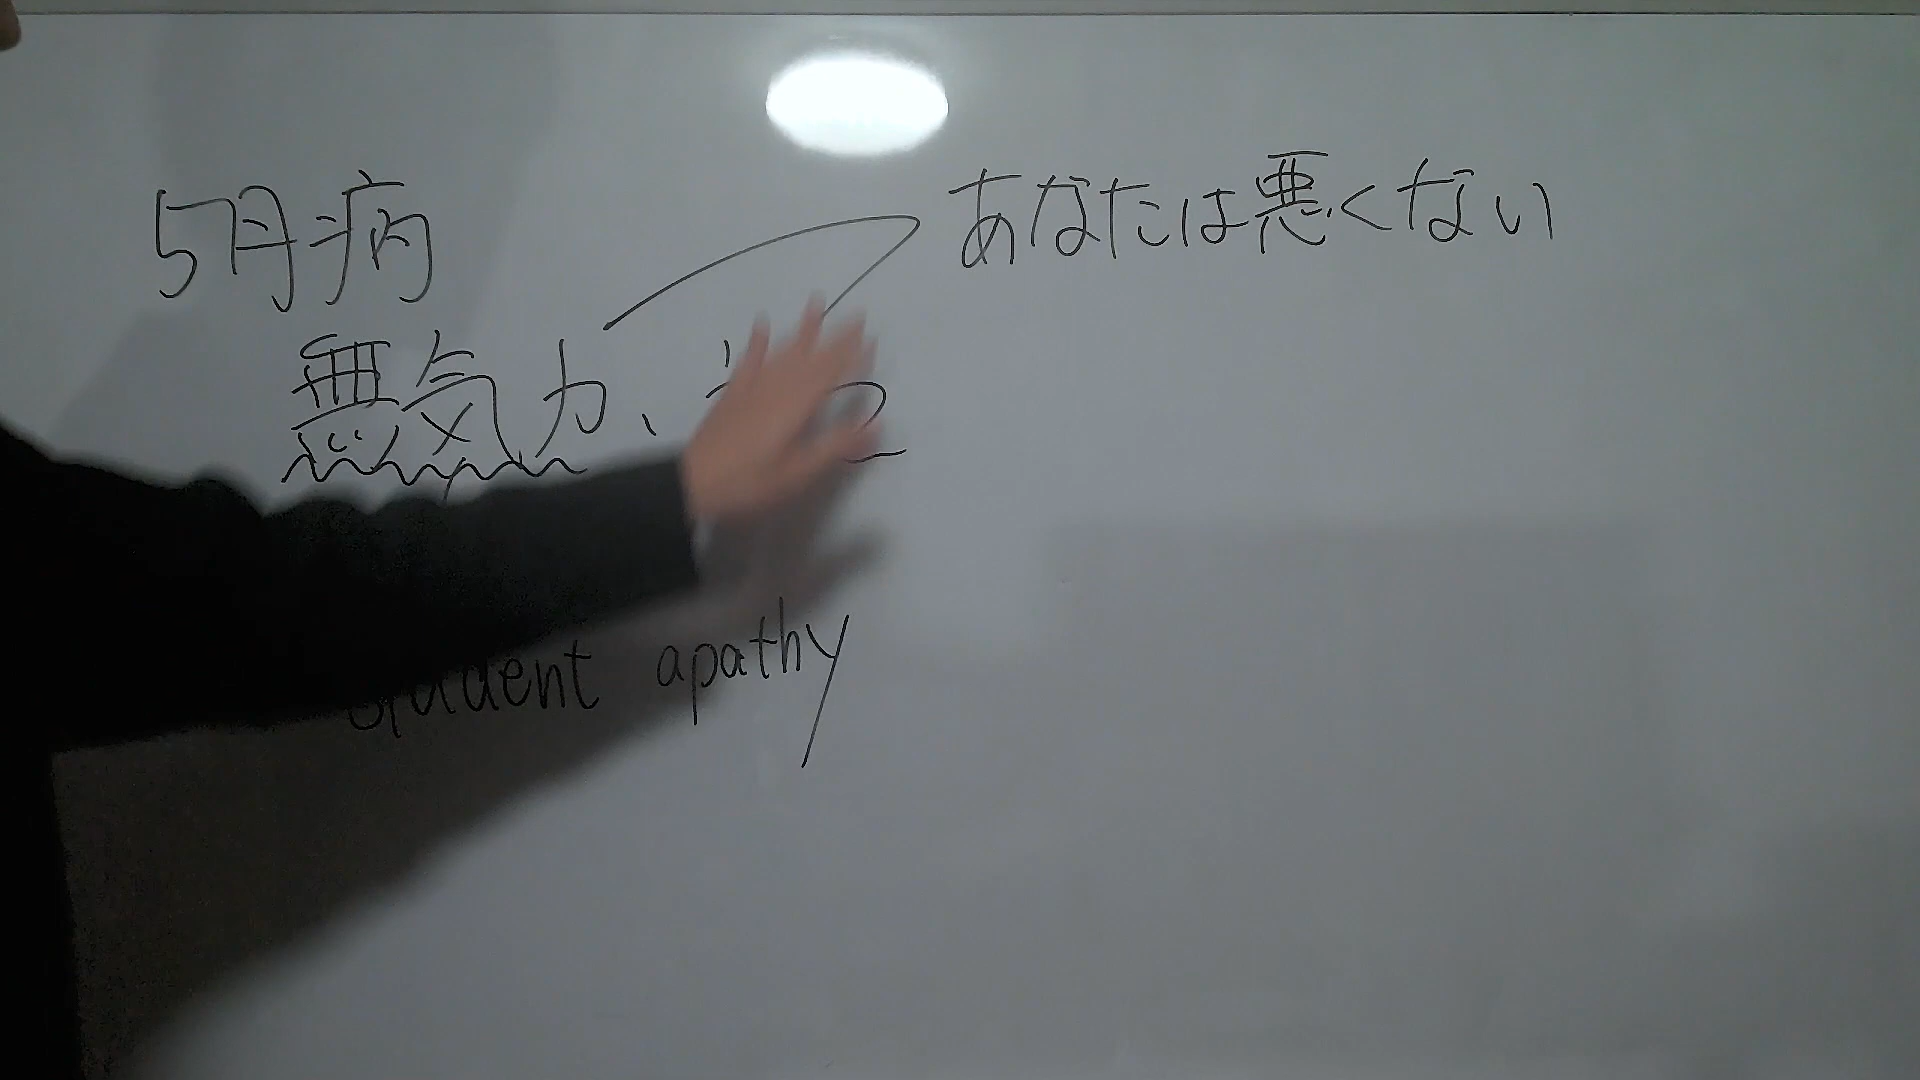 5月病
あなたは悪くない
無気力、
student apathy